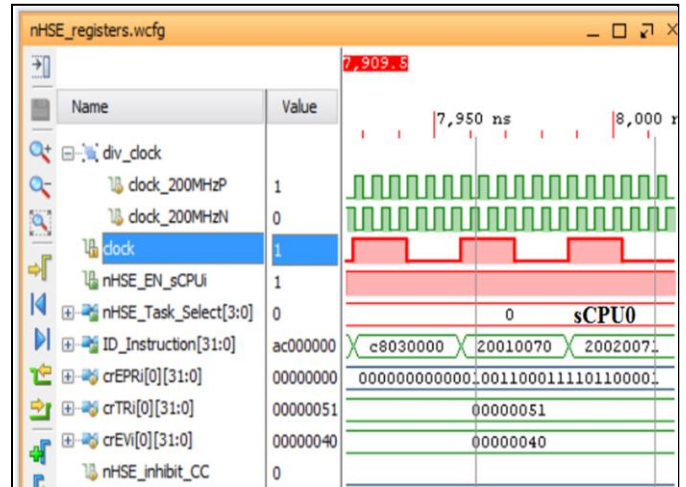 nHSE_registers.wcfg
7,909.5
Name Value
7,950 ns 8,000
div_clock
clock_200MHzP 1
clock_200MHzN 0
clock 1
nHSE_EN_sCPUi 1
nHSE_Task_Select[3:0] 0 0 sCPU0
ID_Instruction[31:0] ac000000 c8030000 20010070 20020071
crEPRi[0][31:0] 00000000
crTRi[0][31:0] 00000051 00000051
crEVi[0][31:0] 00000040 00000040
nHSE_inhibit_CC 0